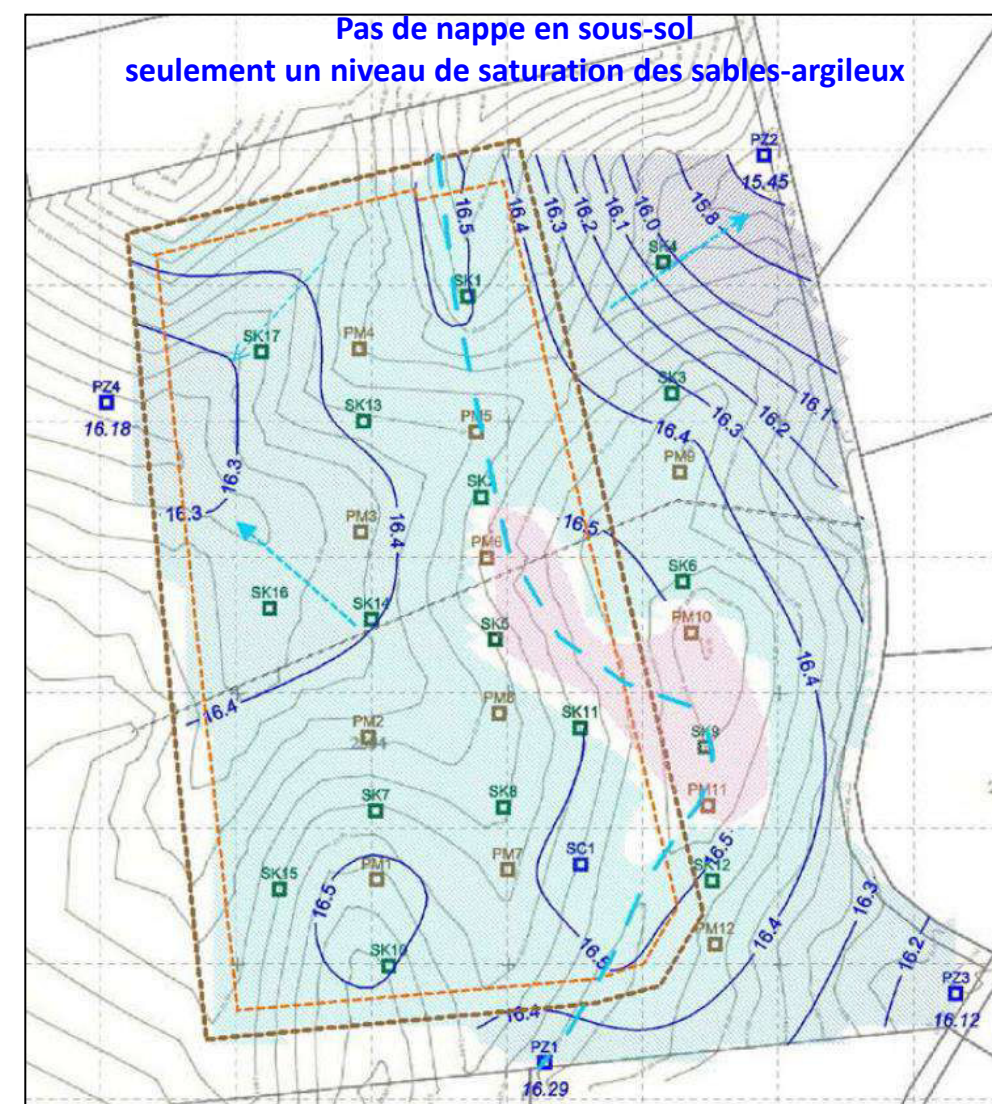 Pas de nappe en sous-sol
seulement un niveau de saturation des sables-argileux
PZ2
15.45
16.5
16.4
16.3
16.2
16.1
16.0
15.8
SK4
SK1
SK17
PM4
PZ4
16.18
SK3
16.1
SK13
16.2
16.3
PM5
16.4
PM9
16.3
SK2
16.3
16.5
PM3
16.4
PM6
SK6
SK16
SK14
PM10
SK5
16.4
16.4
PM8
PM2
SK11
SK9
SK7
SK8
PM11
SC1
PM7
16.5
PM1
SK12
SK15
16.5
16.3
PM12
16.4
16.5
SK10
16.2
PZ3
16.12
16.4
PZ1
16.29